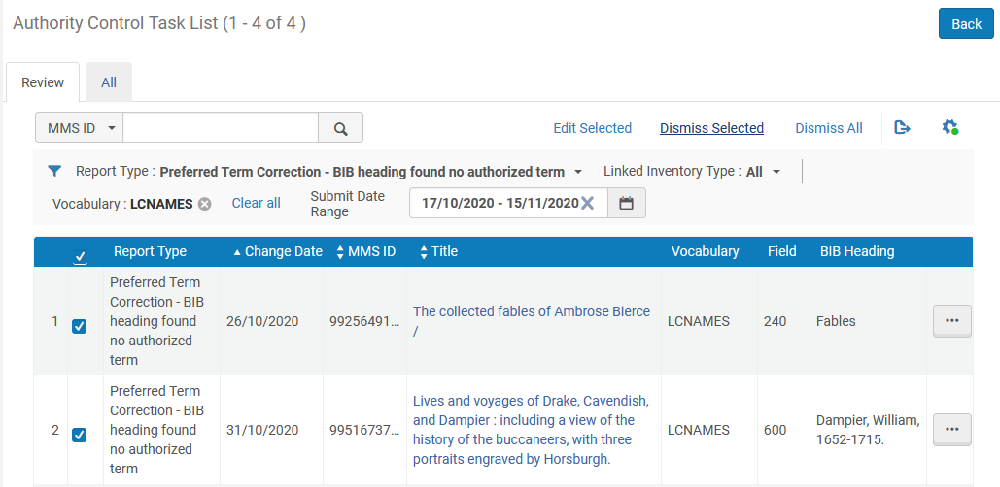 Authority Control Task List (1 - 4 of 4 )
Back
Review
All
MMS ID
Edit Selected
Dismiss Selected
Dismiss All
Report Type : Preferred Term Correction - BIB heading found no authorized term
Linked Inventory Type : All
Vocabulary : LCNAMES
Clear all
Submit Date
Range
17/10/2020 - 15/11/2020
Report Type
Change Date
MMS ID
Title
Vocabulary
Field
BIB Heading
1
Preferred Term
Correction - BIB
heading found
no authorized
term
26/10/2020
99256491...
The collected fables of Ambrose Bierce
/
LCNAMES
240
Fables
...
2
Preferred Term
Correction - BIB
heading found
no authorized
term
31/10/2020
99516737...
Lives and voyages of Drake, Cavendish,
and Dampier : including a view of the
history of the buccaneers, with three
portraits engraved by Horsburgh.
LCNAMES
600
Dampier, William,
1652-1715.
...